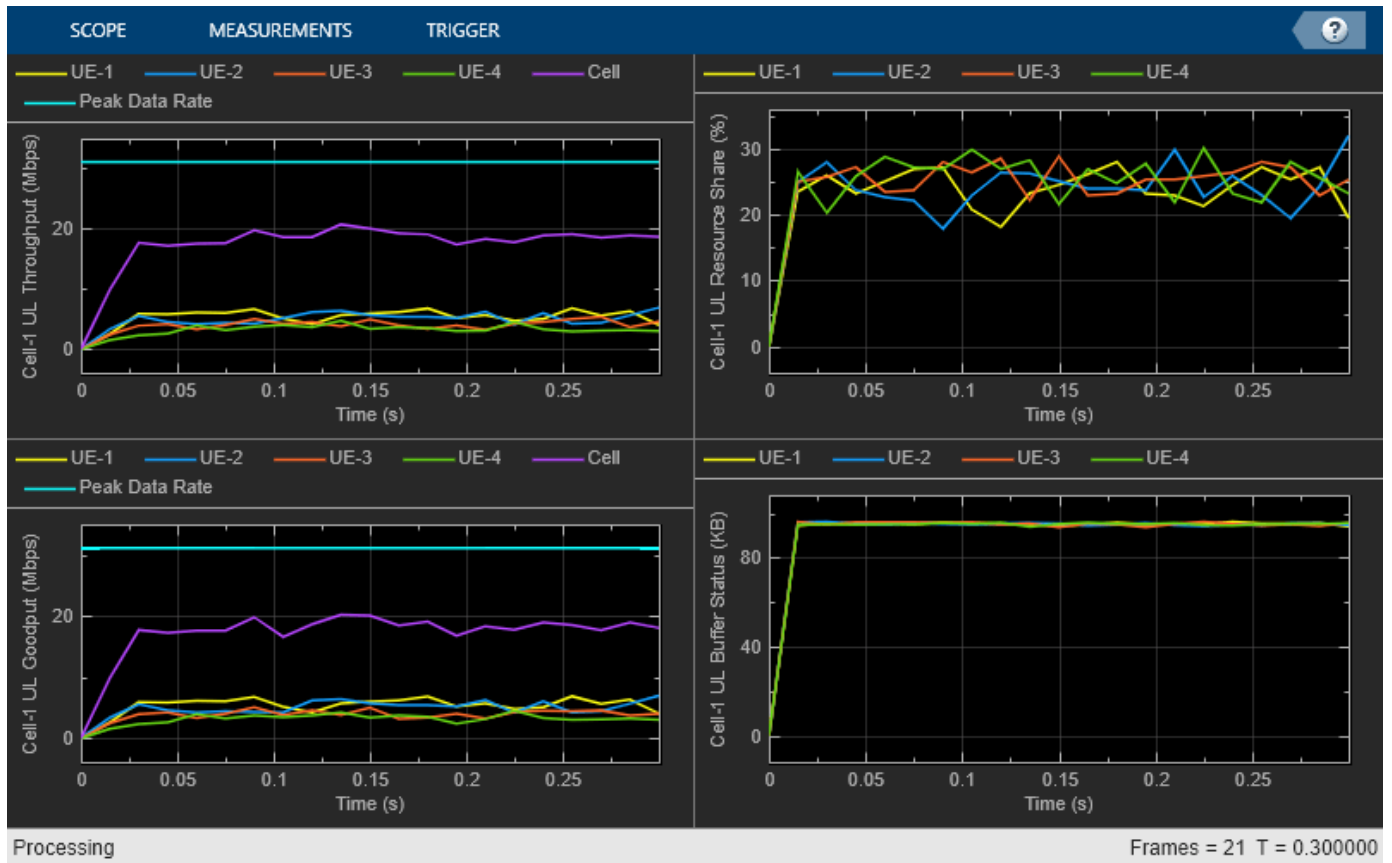 SCOPE MEASUREMENTS TRIGGER ?
UE-1 UE-2 UE-3 UE-4 Cell
Peak Data Rate
Cell-1 UL Throughput (Mbps)
20
0
0 0.05 0.1 0.15 0.2 0.25
Time (s)
UE-1 UE-2 UE-3 UE-4
Cell-1 UL Resource Share (%)
30
20
10
0
0 0.05 0.1 0.15 0.2 0.25
Time (s)
UE-1 UE-2 UE-3 UE-4 Cell
Peak Data Rate
Cell-1 UL Goodput (Mbps)
20
0
0 0.05 0.1 0.15 0.2 0.25
Time (s)
UE-1 UE-2 UE-3 UE-4
Cell-1 UL Buffer Status (KB)
80
40
0
0 0.05 0.1 0.15 0.2 0.25
Time (s)
Processing Frames = 21 T = 0.300000